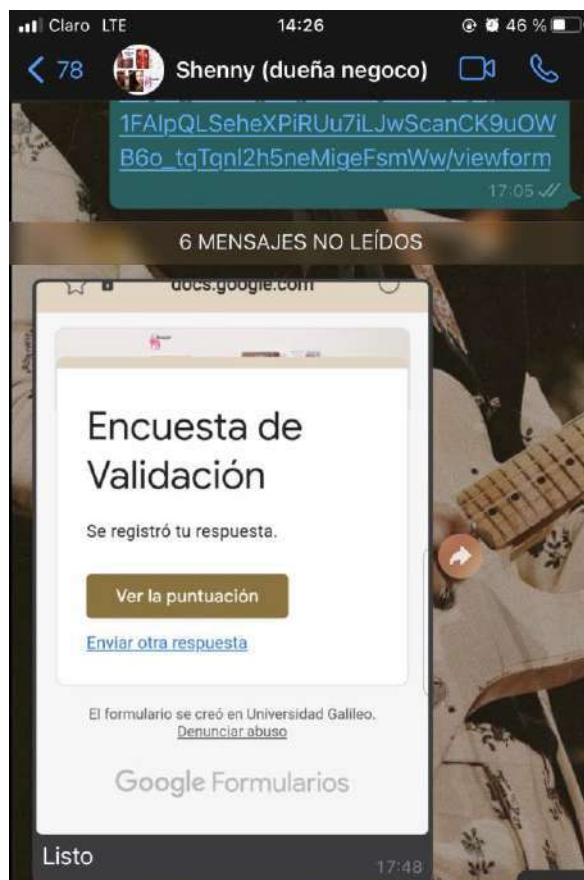 Claro LTE 14:26 46 %
78 Shenny (dueña negoco)
1FAIpQLSeheXPiRUu7iLJwScanCK9uOW
B6o_tqTqnl2h5neMigeFsmWw/viewform
17:05
6 MENSAJES NO LEÍDOS
docs.google.com
Encuesta de
Validación
Se registró tu respuesta.
Ver la puntuación
Enviar otra respuesta
El formulario se creó en Universidad Galileo.
Denunciar abuso
Google Formularios
Listo
17:48